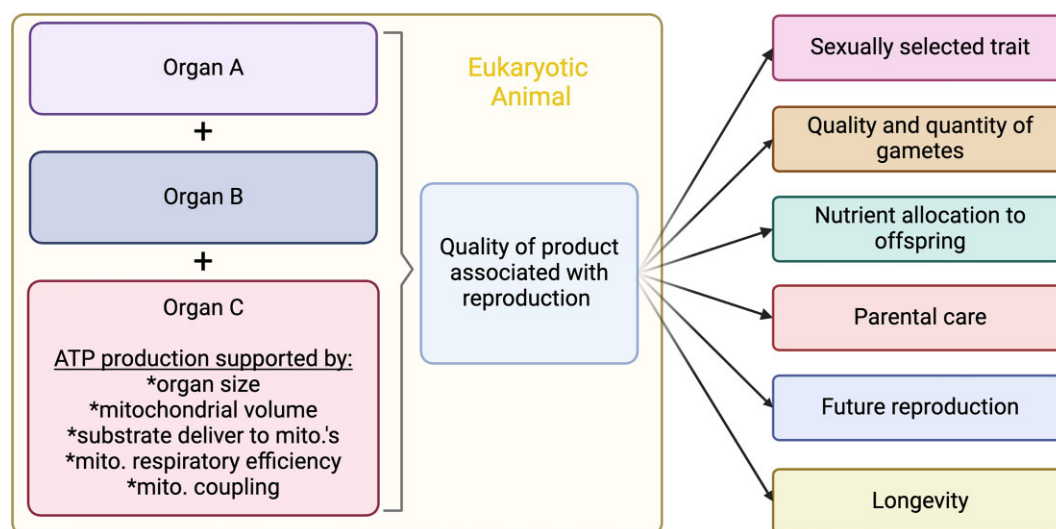 Organ A
+
Organ B
+
Organ C
ATP production supported by:
*organ size
*mitochondrial volume
*substrate deliver to mito.'s
*mito. respiratory efficiency
*mito. coupling
Eukaryotic
Animal
Quality of product
associated with
reproduction
Sexually selected trait
Quality and quantity of
gametes
Nutrient allocation to
offspring
Parental care
Future reproduction
Longevity